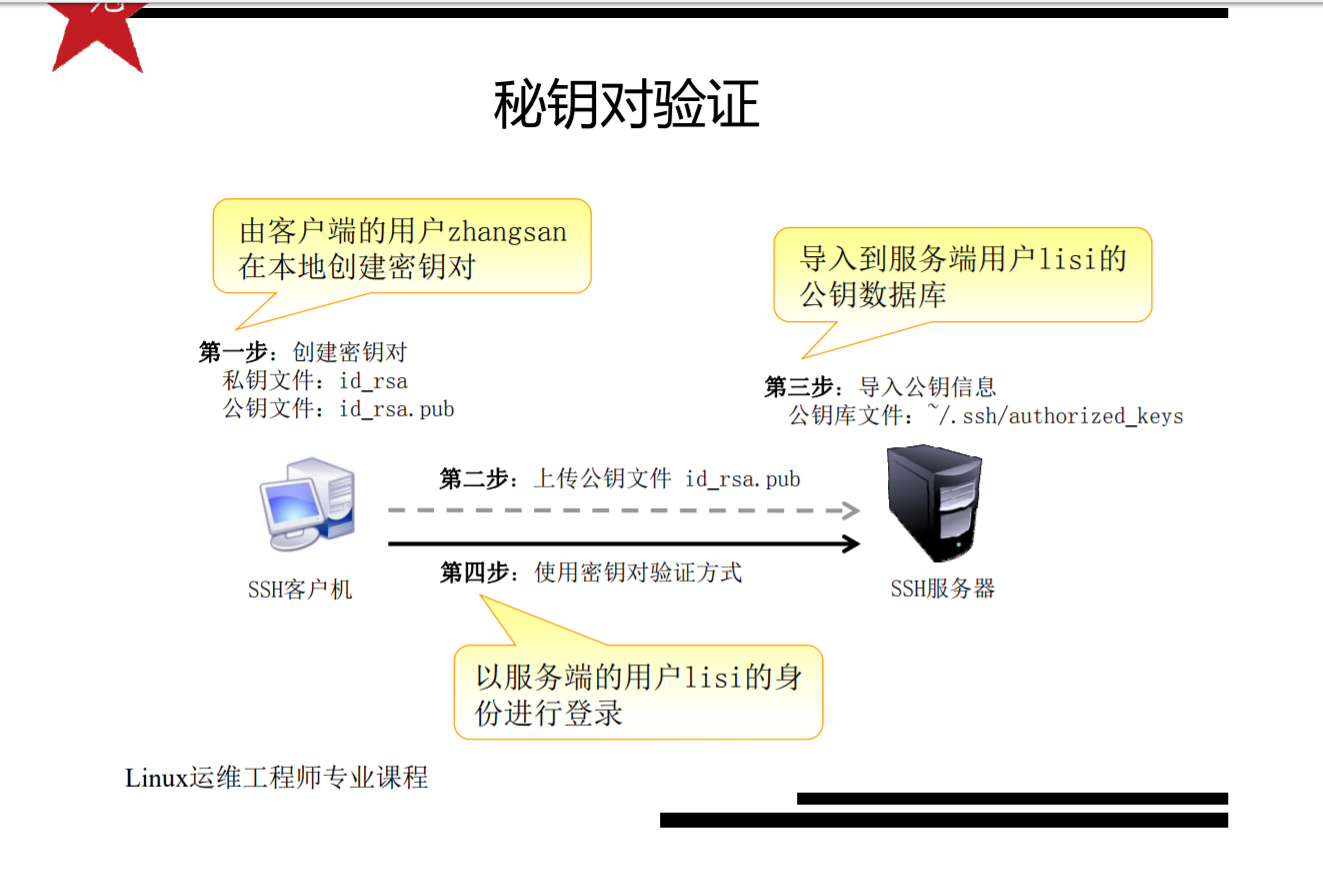 秘钥对验证
由客户端的用户zhangsan
在本地创建密钥对
导入到服务端用户lisi的
公钥数据库
第一步：创建密钥对
私钥文件：id_rsa
公钥文件：id_rsa.pub
第三步：导入公钥信息
公钥库文件：~/.ssh/authorized_keys
第二步：上传公钥文件 id_rsa.pub
第四步：使用密钥对验证方式
SSH客户机
SSH服务器
以服务端的用户lisi的身
份进行登录
Linux运维工程师专业课程